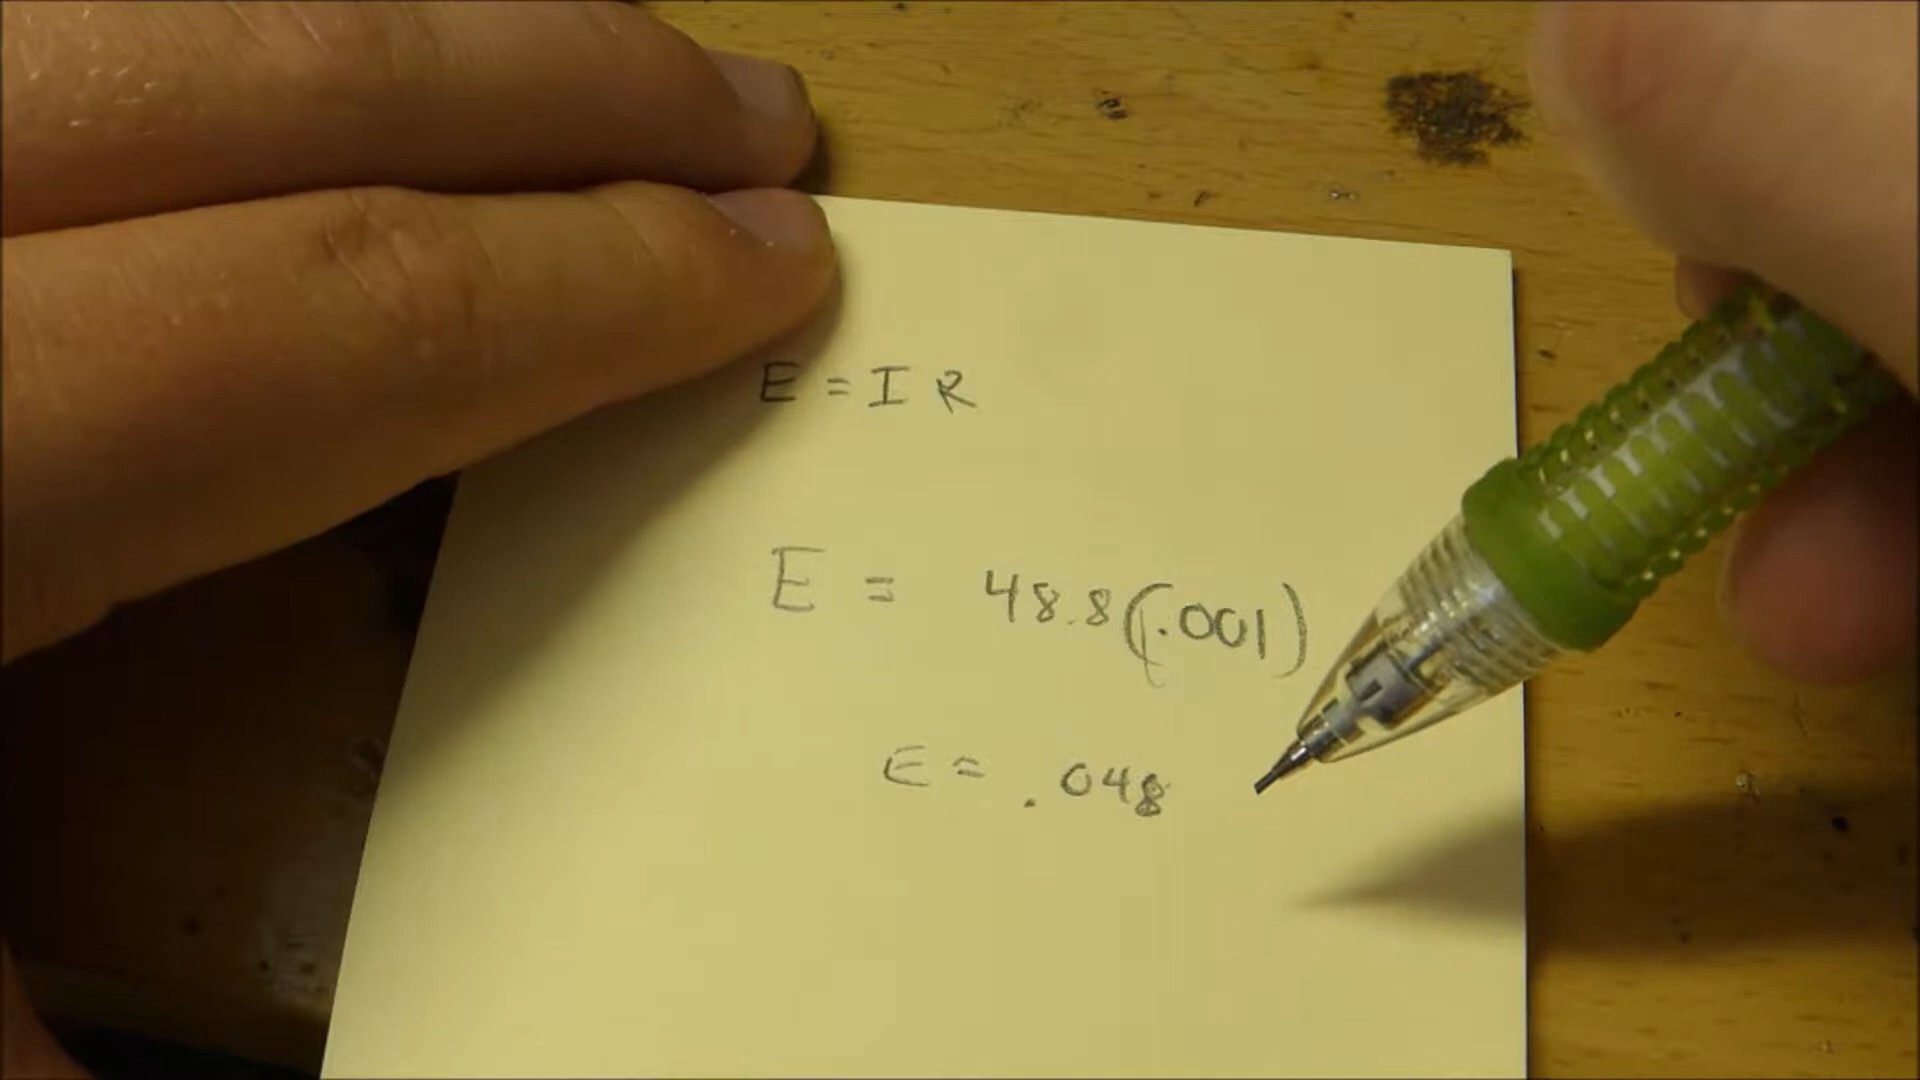 E = I R
E = 48.8(.001)
E = .048